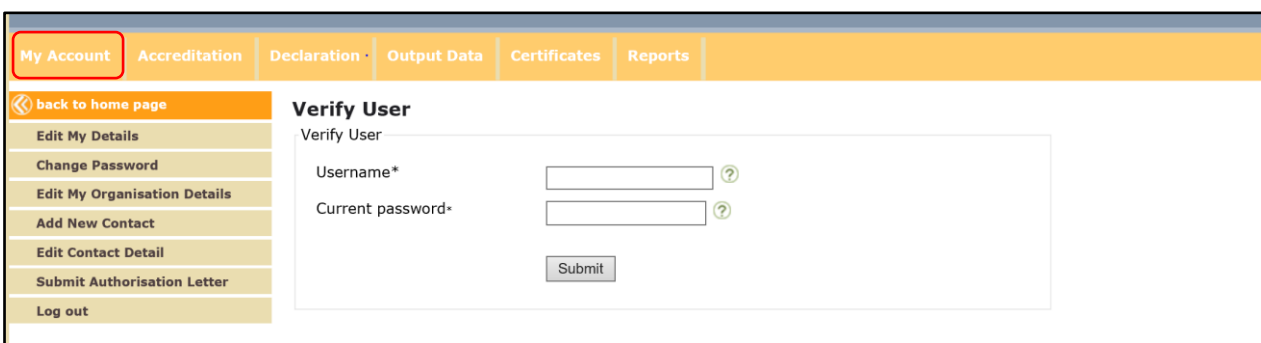 My Account Accreditation Declaration · Output Data Certificates Reports
back to home page
Edit My Details
Change Password
Edit My Organisation Details
Add New Contact
Edit Contact Detail
Submit Authorisation Letter
Log out
Verify User
Verify User
Username* ?
Current password* ?
Submit